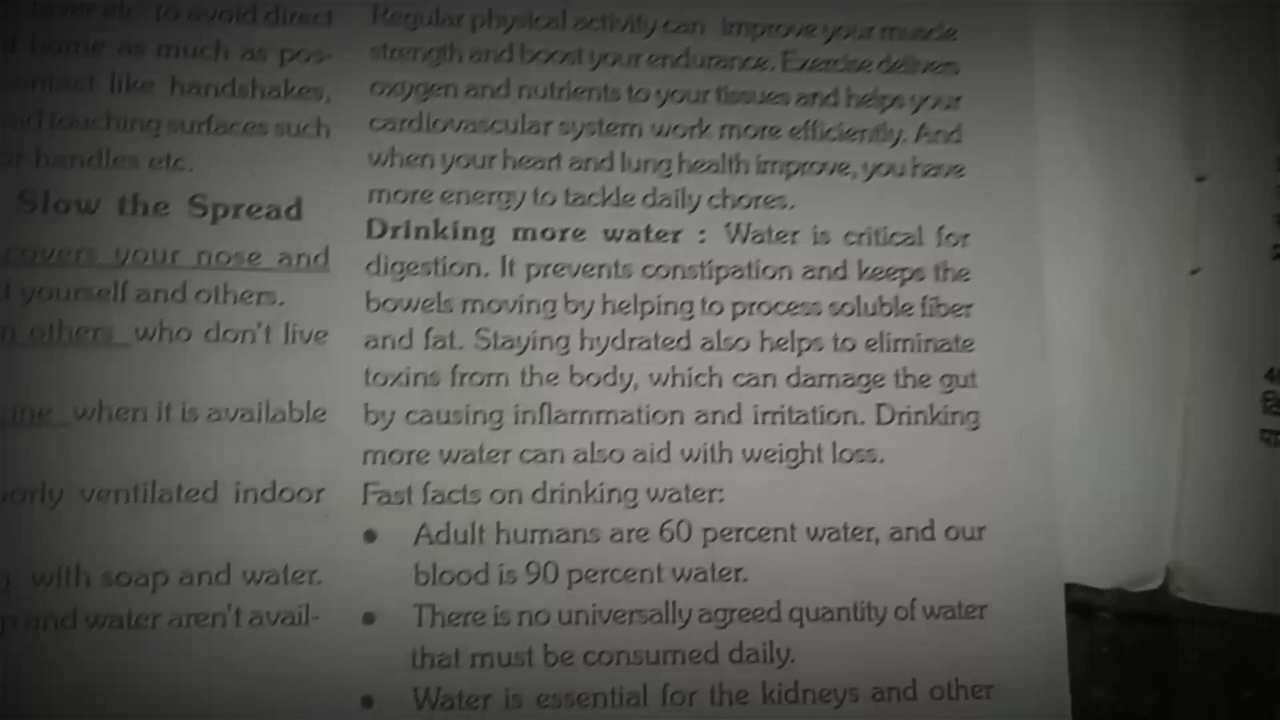 to avoid direct
home as much as pos-
like handshakes,
touching surfaces such
or handles etc.
Slow the Spread
covers your nose and
yourself and others.
others who don't live
when it is available
ventilated indoor
with soap and water.
and water aren't avail-
Regular physical activity can improve your muscle
strength and boost your endurance. Exercise delivers
oxygen and nutrients to your tissues and helps your
cardiovascular system work more efficiently. And
when your heart and lung health improve, you have
more energy to tackle daily chores.
Drinking more water : Water is critical for
digestion. It prevents constipation and keeps the
bowels moving by helping to process soluble fiber
and fat. Staying hydrated also helps to eliminate
toxins from the body, which can damage the gut
by causing inflammation and irritation. Drinking
more water can also aid with weight loss.
Fast facts on drinking water:
• Adult humans are 60 percent water, and our
blood is 90 percent water.
• There is no universally agreed quantity of water
that must be consumed daily.
• Water is essential for the kidneys and other